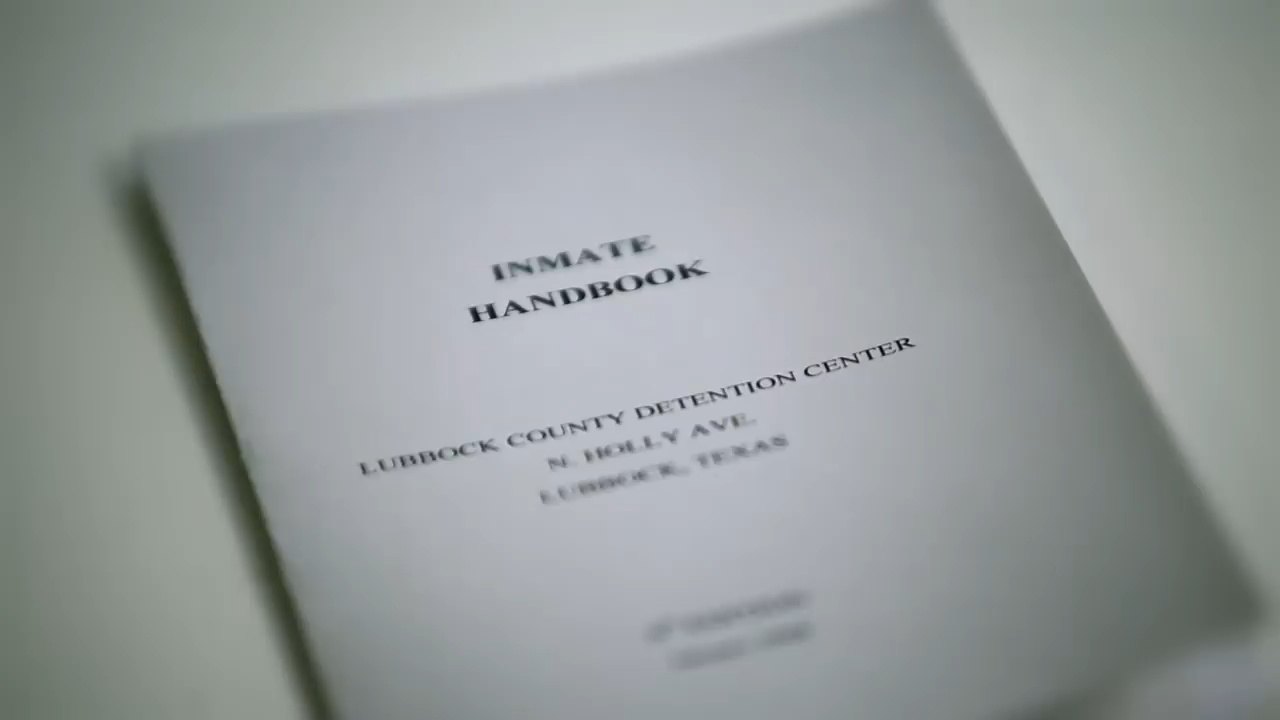 INMATE
HANDBOOK
LUBBOCK COUNTY DETENTION CENTER
N. HOLLY AVE.
LUBBOCK, TEXAS